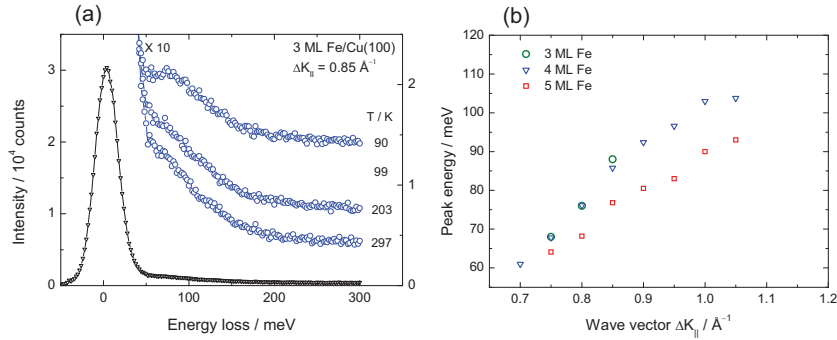 (a)
X 10
3 ML Fe/Cu(100)
ΔK|| = 0.85 Å⁻¹
T / K
90
99
203
297
Intensity / 10⁴ counts
3
2
1
0
2
1
0
0
100
200
300
Energy loss / meV
(b)
3 ML Fe
4 ML Fe
5 ML Fe
Peak energy / meV
120
110
100
90
80
70
60
0.7
0.8
0.9
1.0
1.1
1.2
Wave vector ΔK|| / Å⁻¹